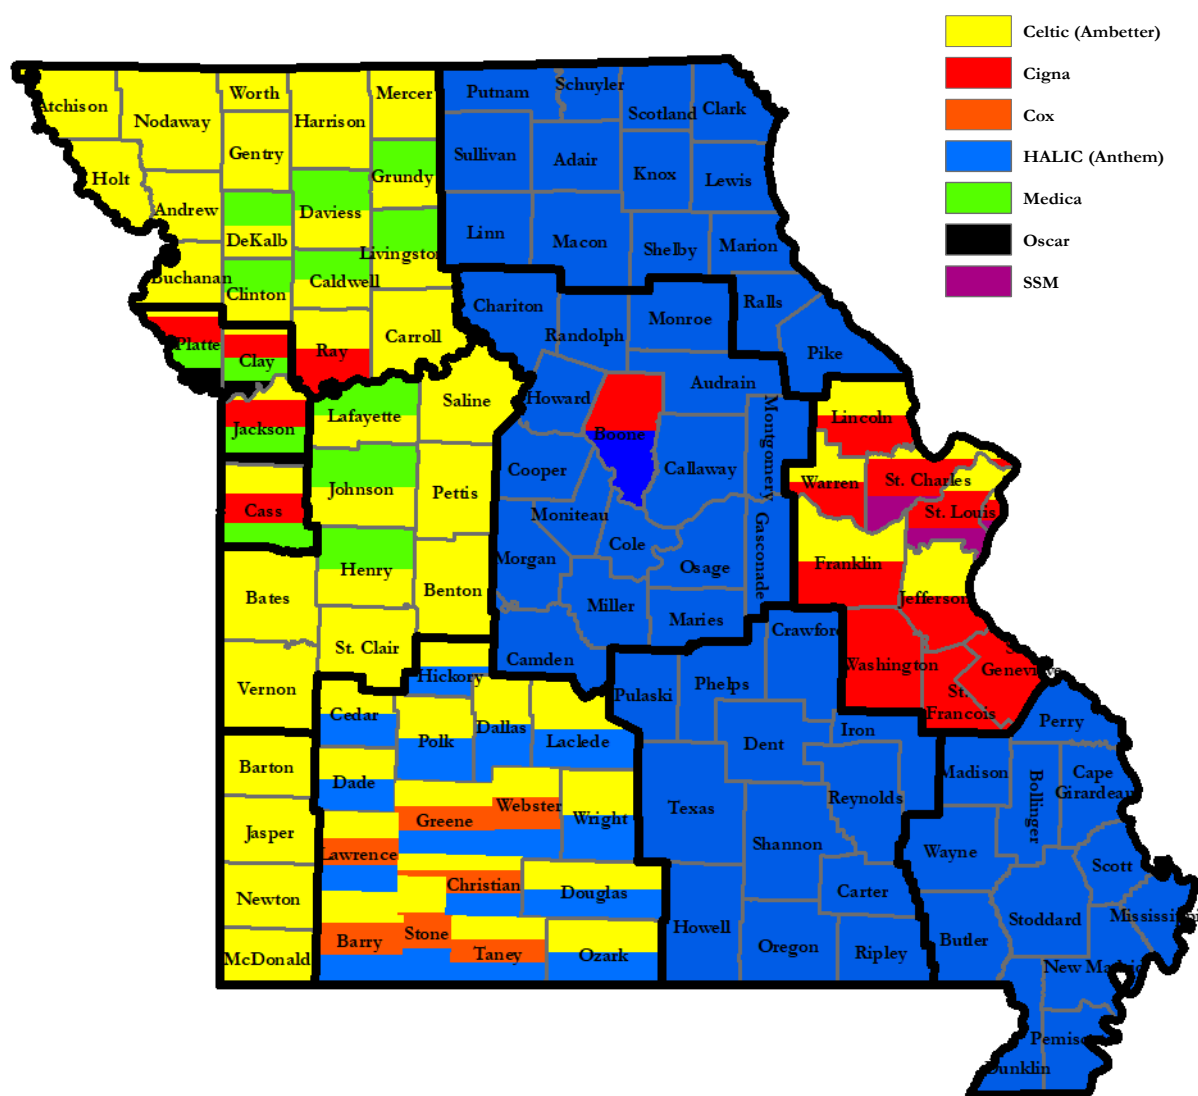 Celtic (Ambetter)
Cigna
Cox
HALIC (Anthem)
Medica
Oscar
SSM
Atchison
Nodaway
Worth
Harrison
Mercer
Putnam
Schuyler
Scotland
Clark
Holt
Andrew
Gentry
Daviess
Grundy
Sullivan
Adair
Knox
Lewis
DeKalb
Livingston
Linn
Macon
Shelby
Marion
Buchanan
Clinton
Caldwell
Carroll
Chariton
Randolph
Monroe
Ralls
Pike
Platte
Clay
Ray
Saline
Howard
Audrain
Montgomery
Lincoln
Jackson
Lafayette
Boone
Callaway
Warren
St. Charles
St. Louis
Cass
Johnson
Pettis
Cooper
Moniteau
Cole
Osage
Gasconade
Franklin
Jefferson
Bates
Henry
Benton
Morgan
Miller
Maries
Crawford
Washington
S
Genevieve
St.
Francois
Vernon
St. Clair
Hickory
Camden
Pulaski
Phelps
Dent
Iron
Perry
Cedar
Polk
Dallas
Laclede
Madison
Bollinger
Cape
Girardeau
Barton
Dade
Greene
Webster
Wright
Texas
Shannon
Reynolds
Wayne
Scott
Jasper
Lawrence
Christian
Douglas
Carter
Stoddard
Mississippi
Newton
Barry
Stone
Taney
Ozark
Howell
Oregon
Ripley
Butler
New Madrid
McDonald
Pemiscot
Dunklin